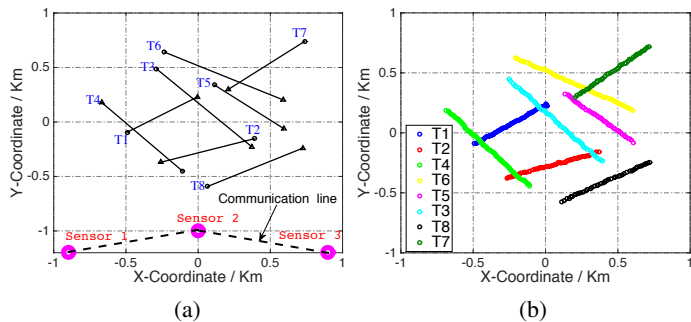 1
0.5
0
-0.5
-1
-1
-0.5
0
0.5
1
Y-Coordinate / Km
X-Coordinate / Km
T7
T6
T3
T5
T4
T1
T2
T8
Communication line
Sensor 1
Sensor 2
Sensor 3
(a)
1
0.5
0
-0.5
-1
-1
-0.5
0
0.5
1
Y-Coordinate / Km
X-Coordinate / Km
T1
T2
T4
T6
T5
T3
T8
T7
(b)